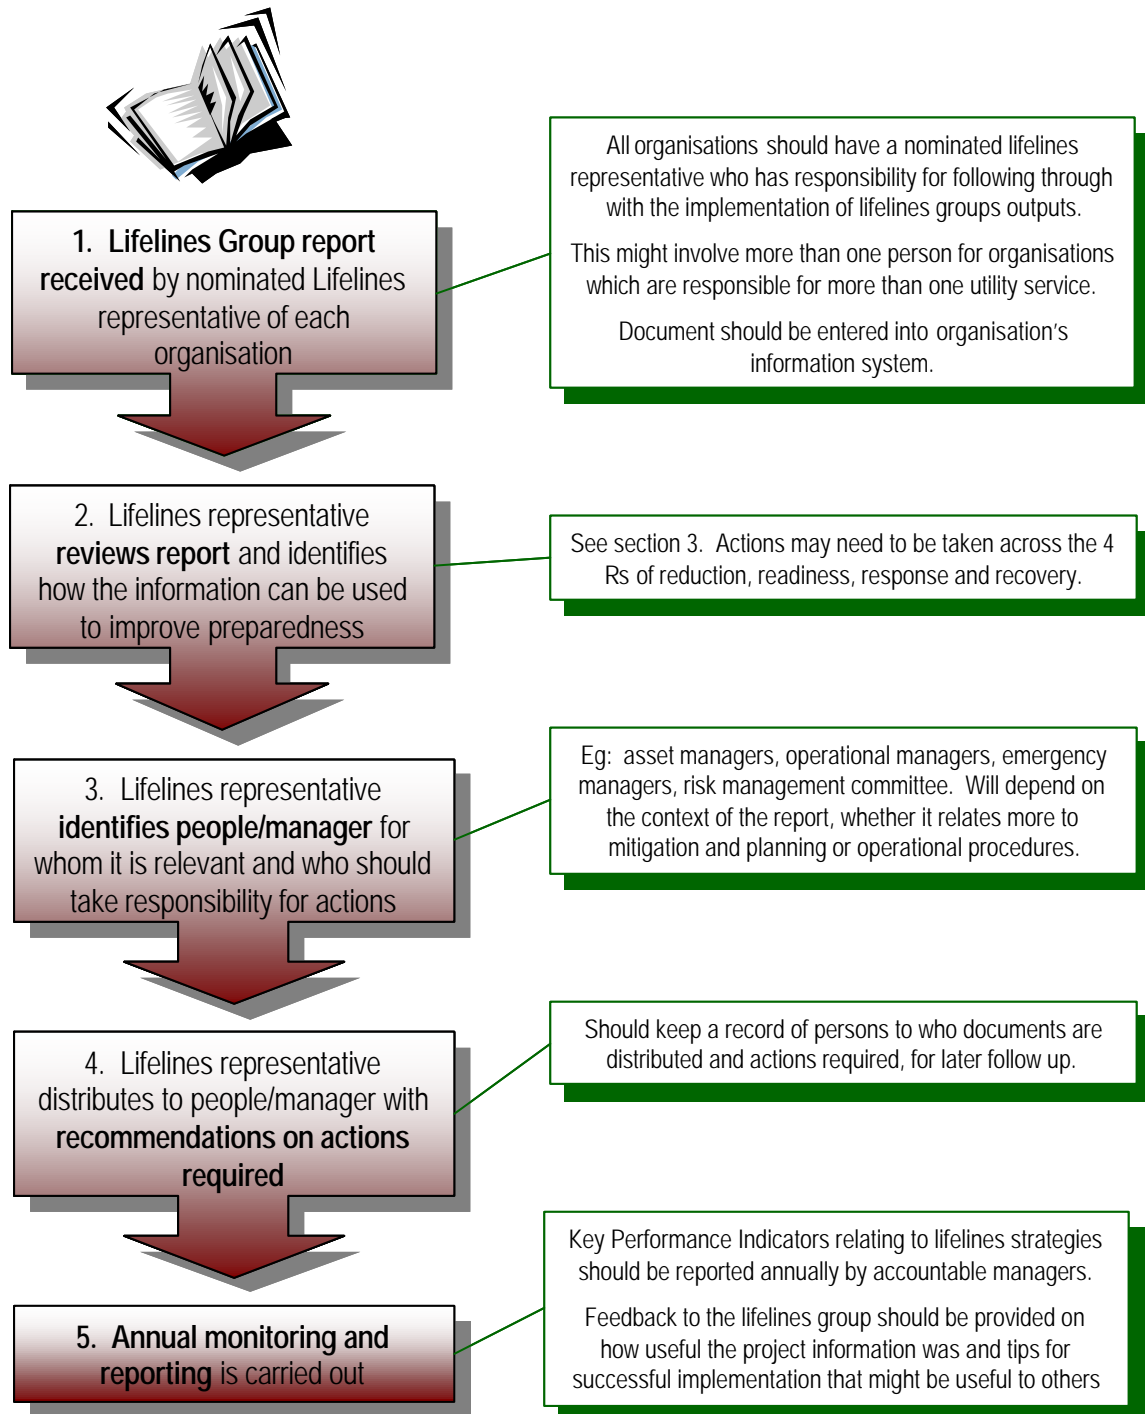 1. Lifelines Group report
received by nominated Lifelines
representative of each
organisation
All organisations should have a nominated lifelines
representative who has responsibility for following through
with the implementation of lifelines groups outputs.
This might involve more than one person for organisations
which are responsible for more than one utility service.
Document should be entered into organisation's
information system.
2. Lifelines representative
reviews report and identifies
how the information can be used
to improve preparedness
See section 3. Actions may need to be taken across the 4
Rs of reduction, readiness, response and recovery.
3. Lifelines representative
identifies people/manager for
whom it is relevant and who should
take responsibility for actions
Eg: asset managers, operational managers, emergency
managers, risk management committee. Will depend on
the context of the report, whether it relates more to
mitigation and planning or operational procedures.
4. Lifelines representative
distributes to people/manager with
recommendations on actions
required
Should keep a record of persons to who documents are
distributed and actions required, for later follow up.
5. Annual monitoring and
reporting is carried out
Key Performance Indicators relating to lifelines strategies
should be reported annually by accountable managers.
Feedback to the lifelines group should be provided on
how useful the project information was and tips for
successful implementation that might be useful to others